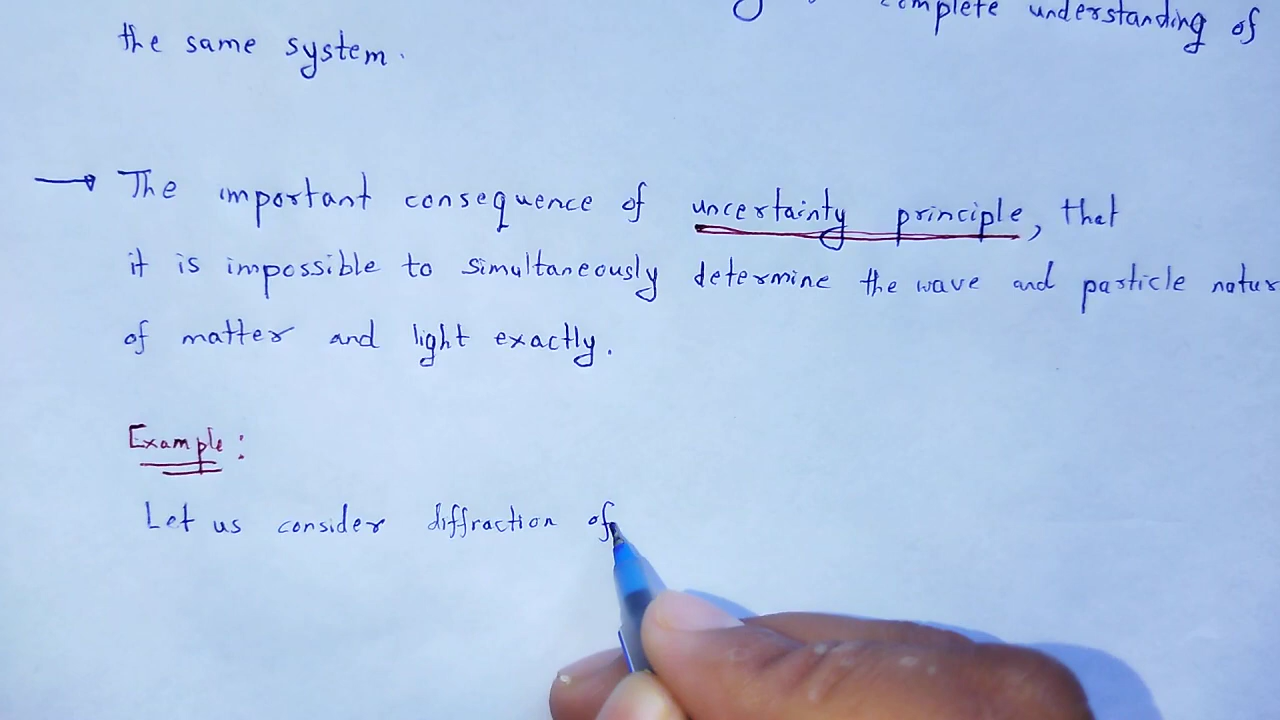 complete understanding of
the same system.
→ The important consequence of uncertainty principle, that
it is impossible to simultaneously determine the wave and particle natur
of matter and light exactly.
Example:
Let us consider diffraction of